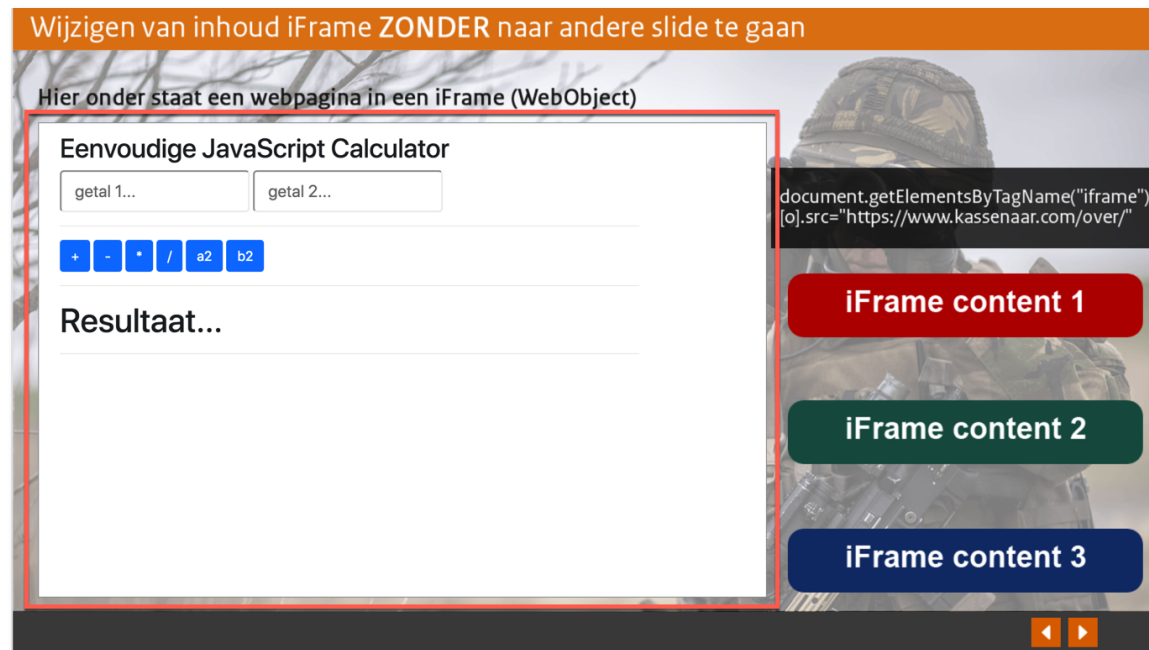 Wijzigen van inhoud iFrame ZONDER naar andere slide te gaan
Hier onder staat een webpagina in een iFrame (WebObject)
Eenvoudige JavaScript Calculator
getal 1... getal 2...
+ - * / a2 b2
Resultaat...
document.getElementsByTagName("iframe")
[0].src="https://www.kassenaar.com/over/"
iFrame content 1
iFrame content 2
iFrame content 3